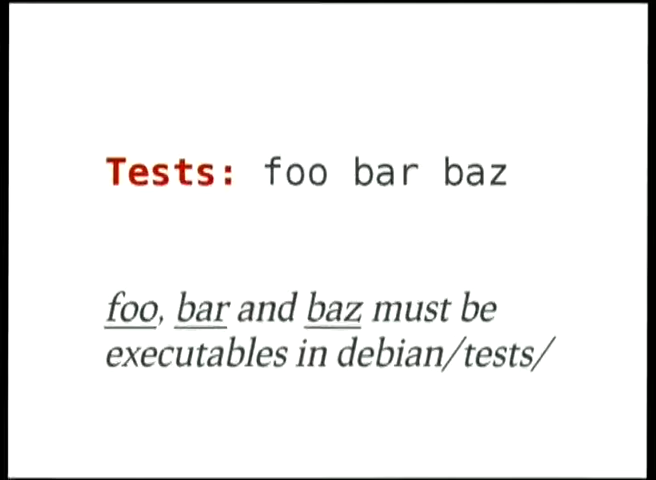 Tests: foo bar baz
foo, bar and baz must be
executables in debian/tests/